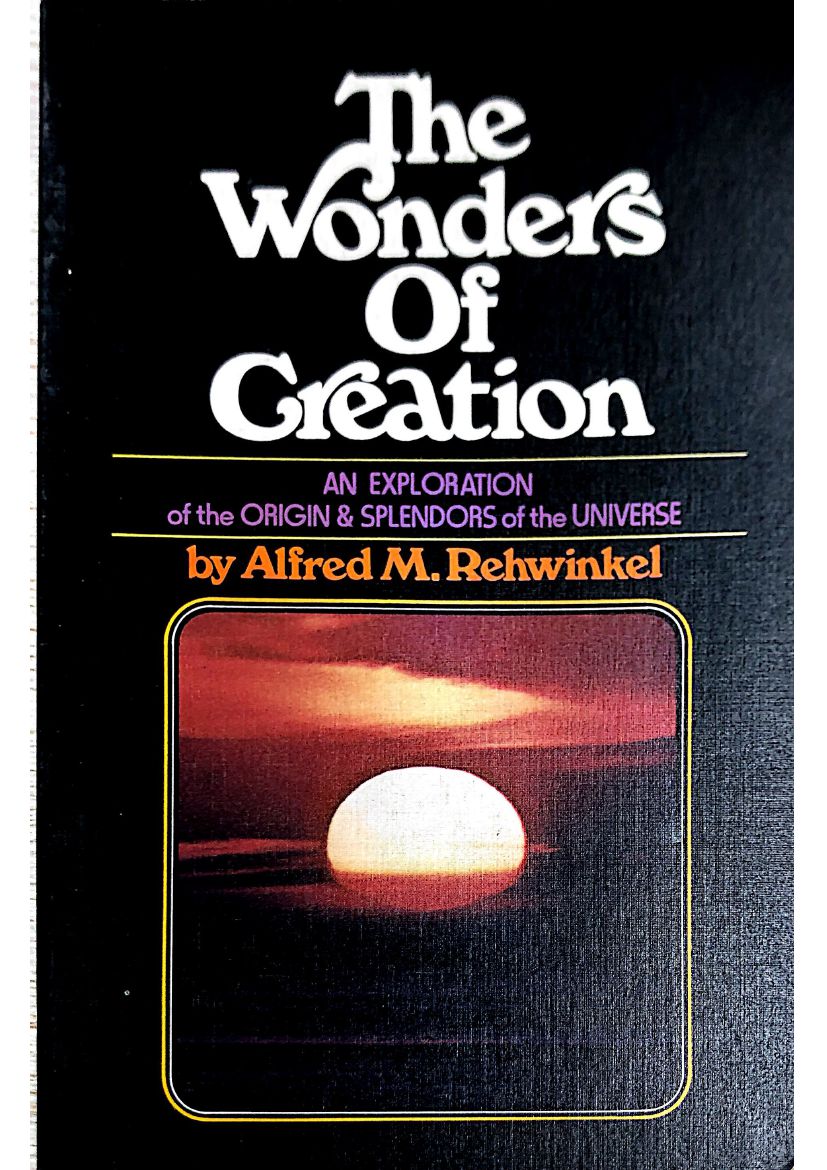 The
Wonders
Of
Creation
AN EXPLORATION
of the ORIGIN & SPLENDORS of the UNIVERSE
by Alfred M. Rehwinkel